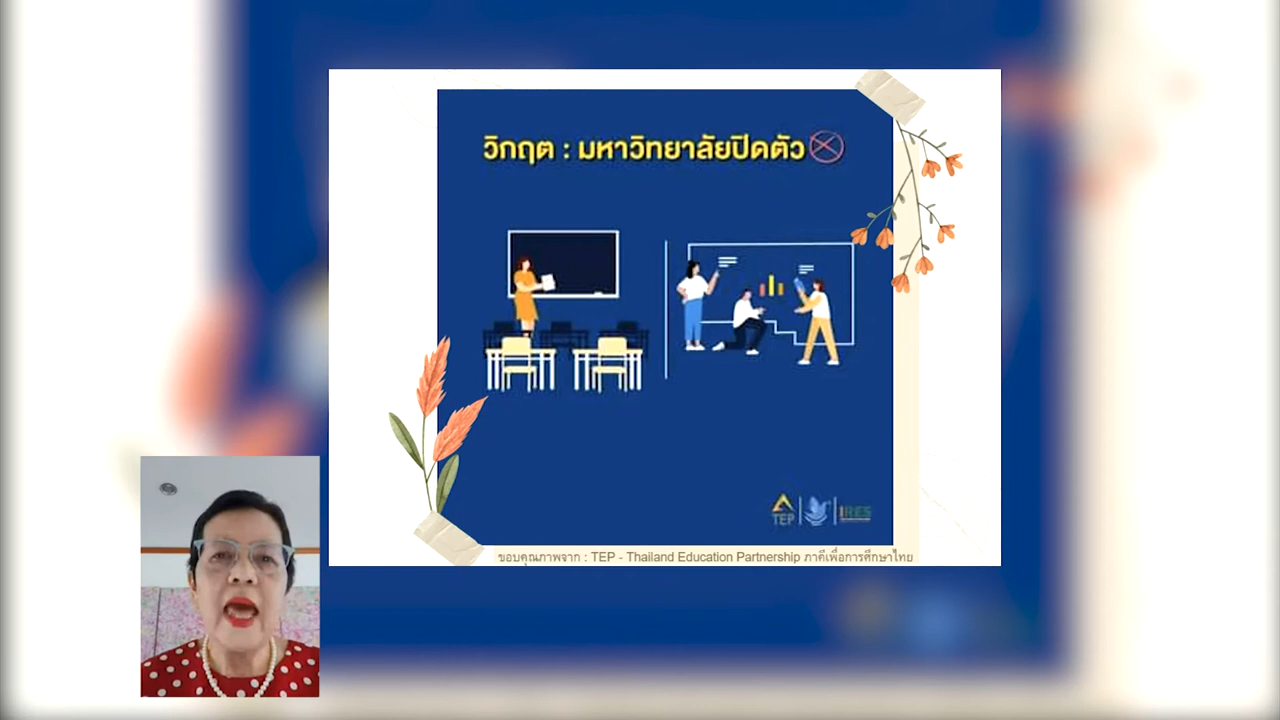 วิกฤต : มหาวิทยาลัยปิดตัว
TEP
IRES
ขอบคุณภาพจาก : TEP - Thailand Education Partnership ภาคีเพื่อการศึกษาไทย